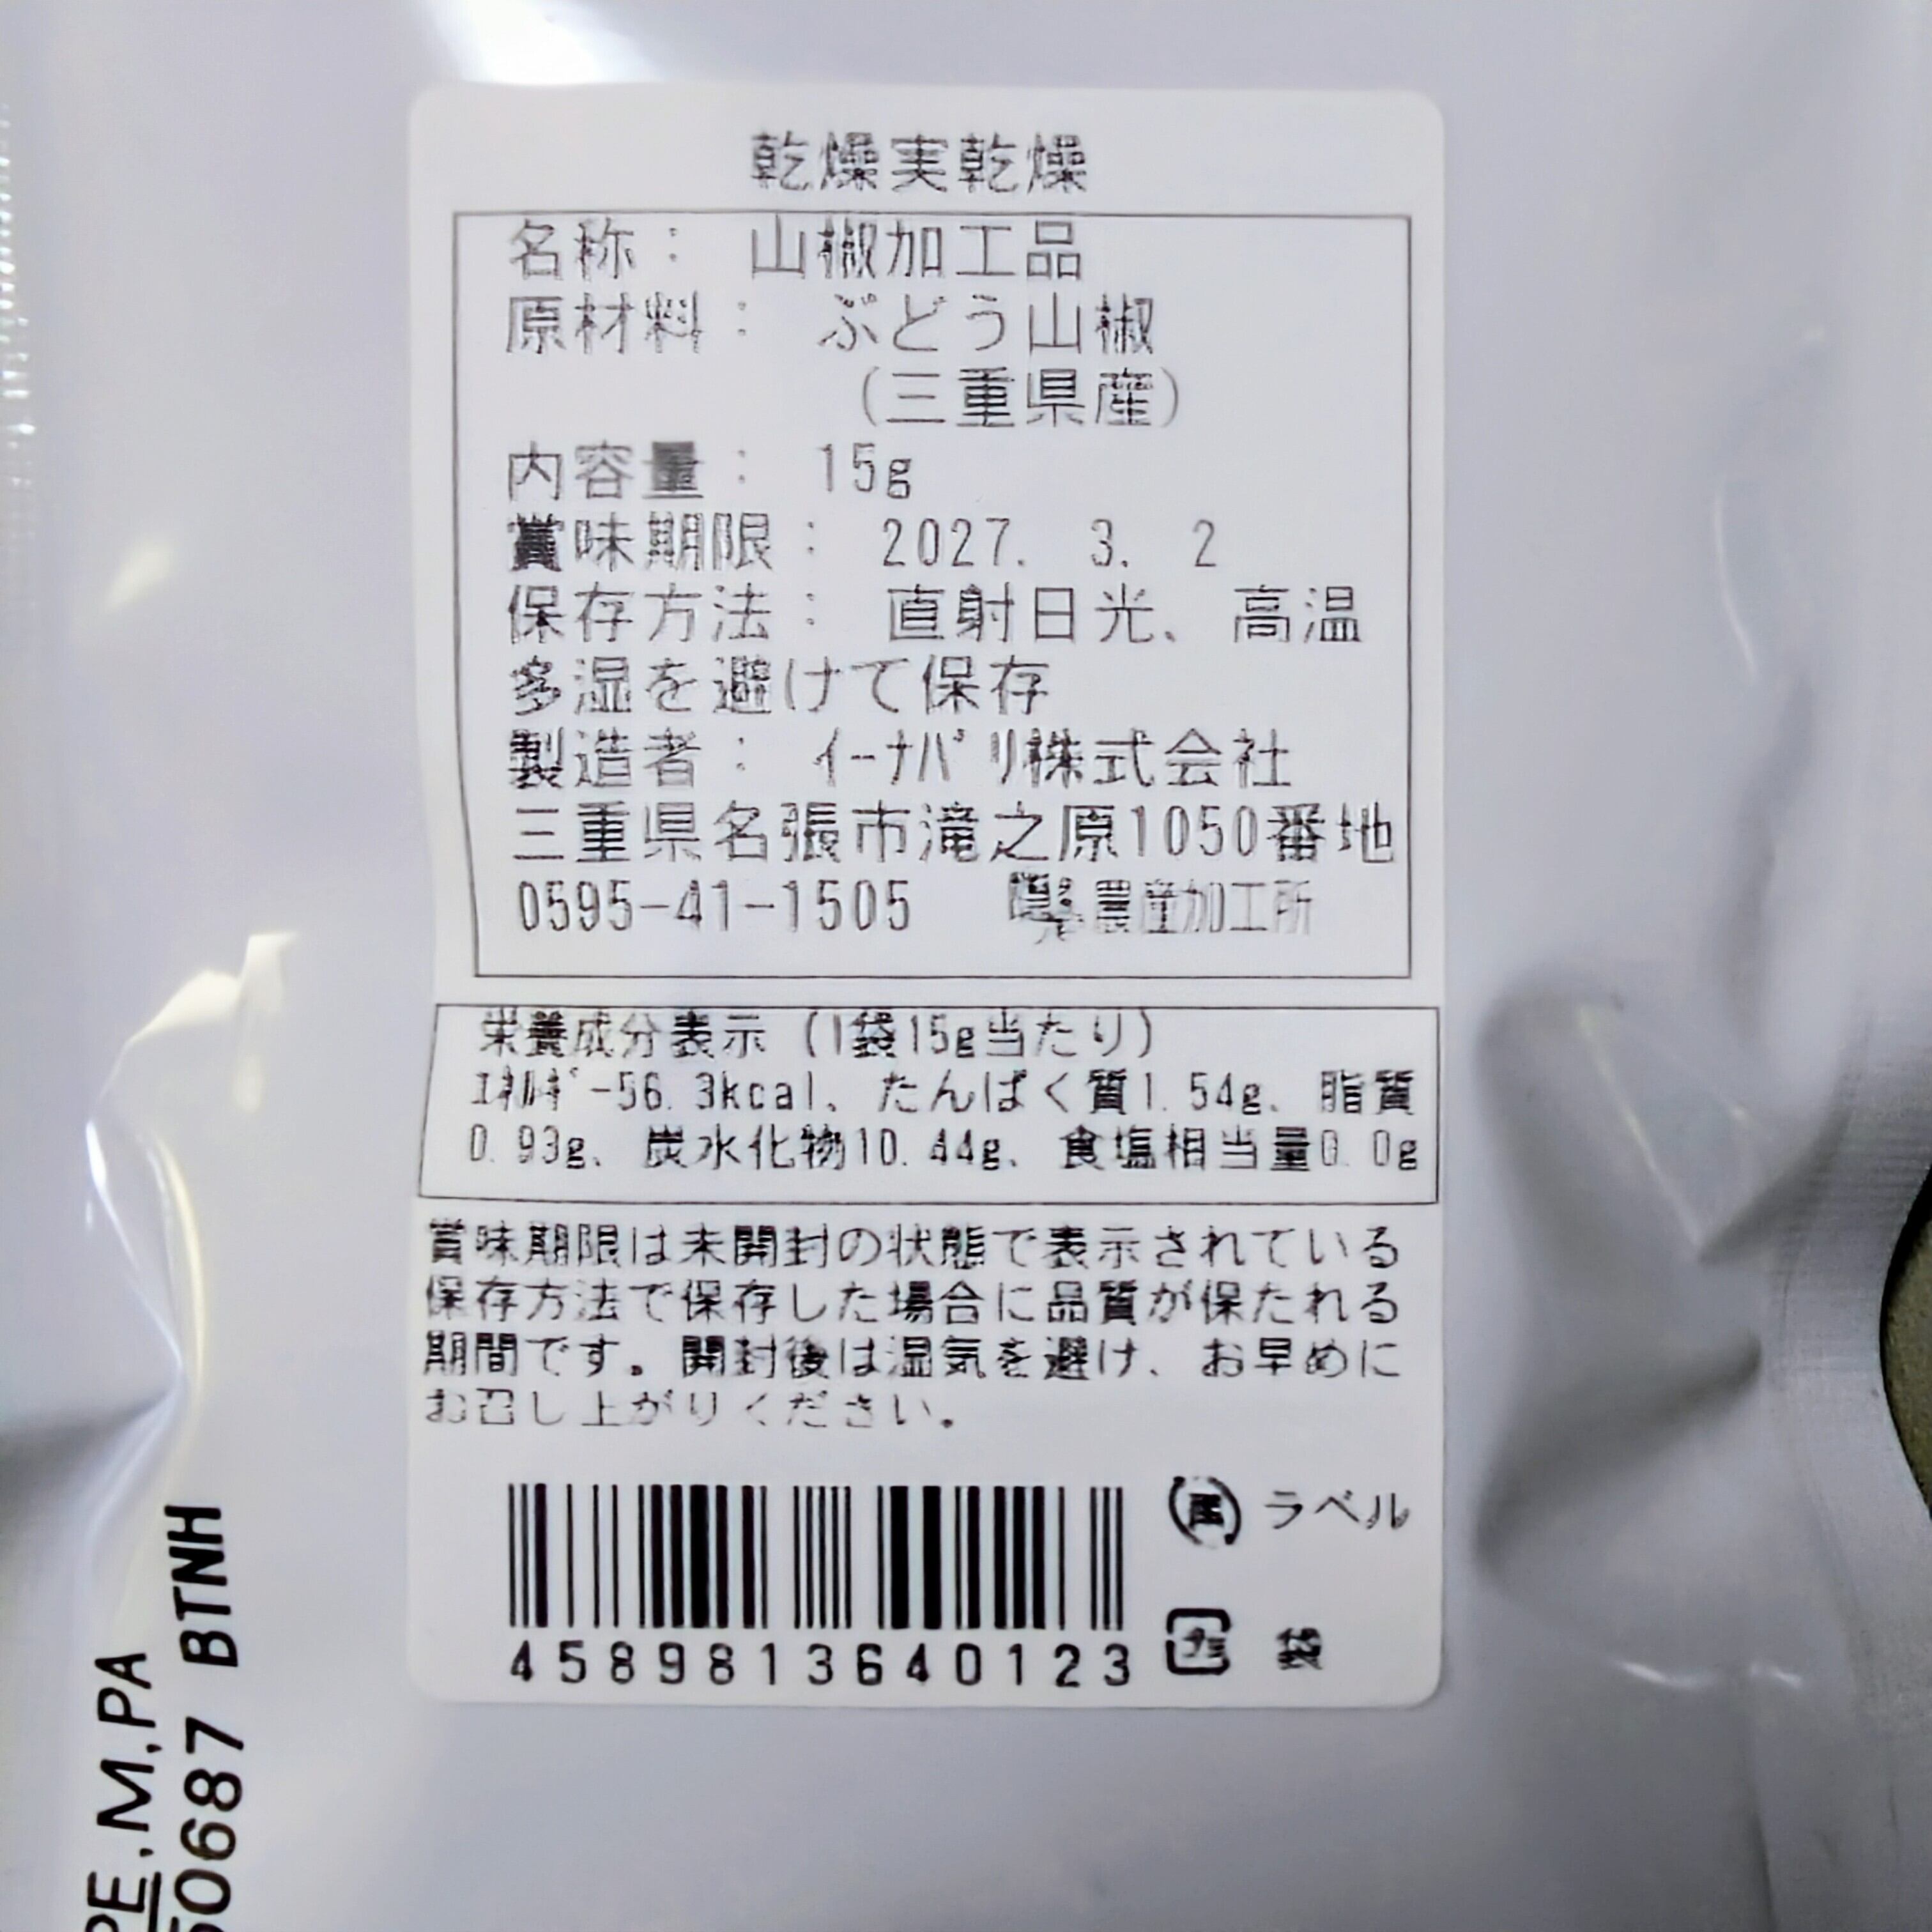 乾燥実乾燥
名称： 山椒加工品
原材料： ぶどう山椒
(三重県産)
内容量： 15g
賞味期限： 2027. 3. 2
保存方法： 直射日光、高温
多湿を避けて保存
製造者： ｲｰﾅﾊﾞﾘ株式会社
三重県名張市滝之原1050番地
0595-41-1505 農産加工所
栄養成分表示（1袋15g当たり）
ｴﾈﾙｷﾞｰ56.3kcal、たんぱく質1.54g、脂質
0.93g、炭水化物10.44g、食塩相当量0.0g
賞味期限は未開封の状態で表示されている
保存方法で保存した場合に品質が保たれる
期間です。開封後は湿気を避け、お早めに
お召し上がりください。
ラベル
4589813640123
袋
PE,M,PA
50687 BTNH